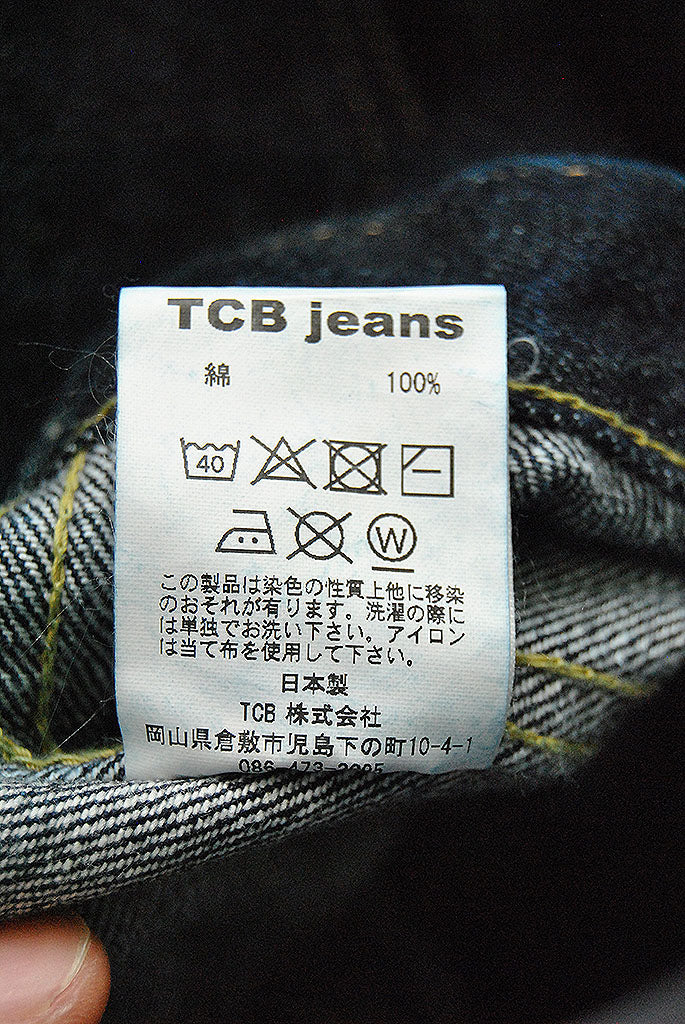 TCB jeans
綿 100%
40
W
この製品は染色の性質上他に移染
のおそれが有ります。洗濯の際に
は単独でお洗い下さい。アイロン
は当て布を使用して下さい。
日本製
TCB 株式会社
岡山県倉敷市児島下の町10-4-1
086-473-